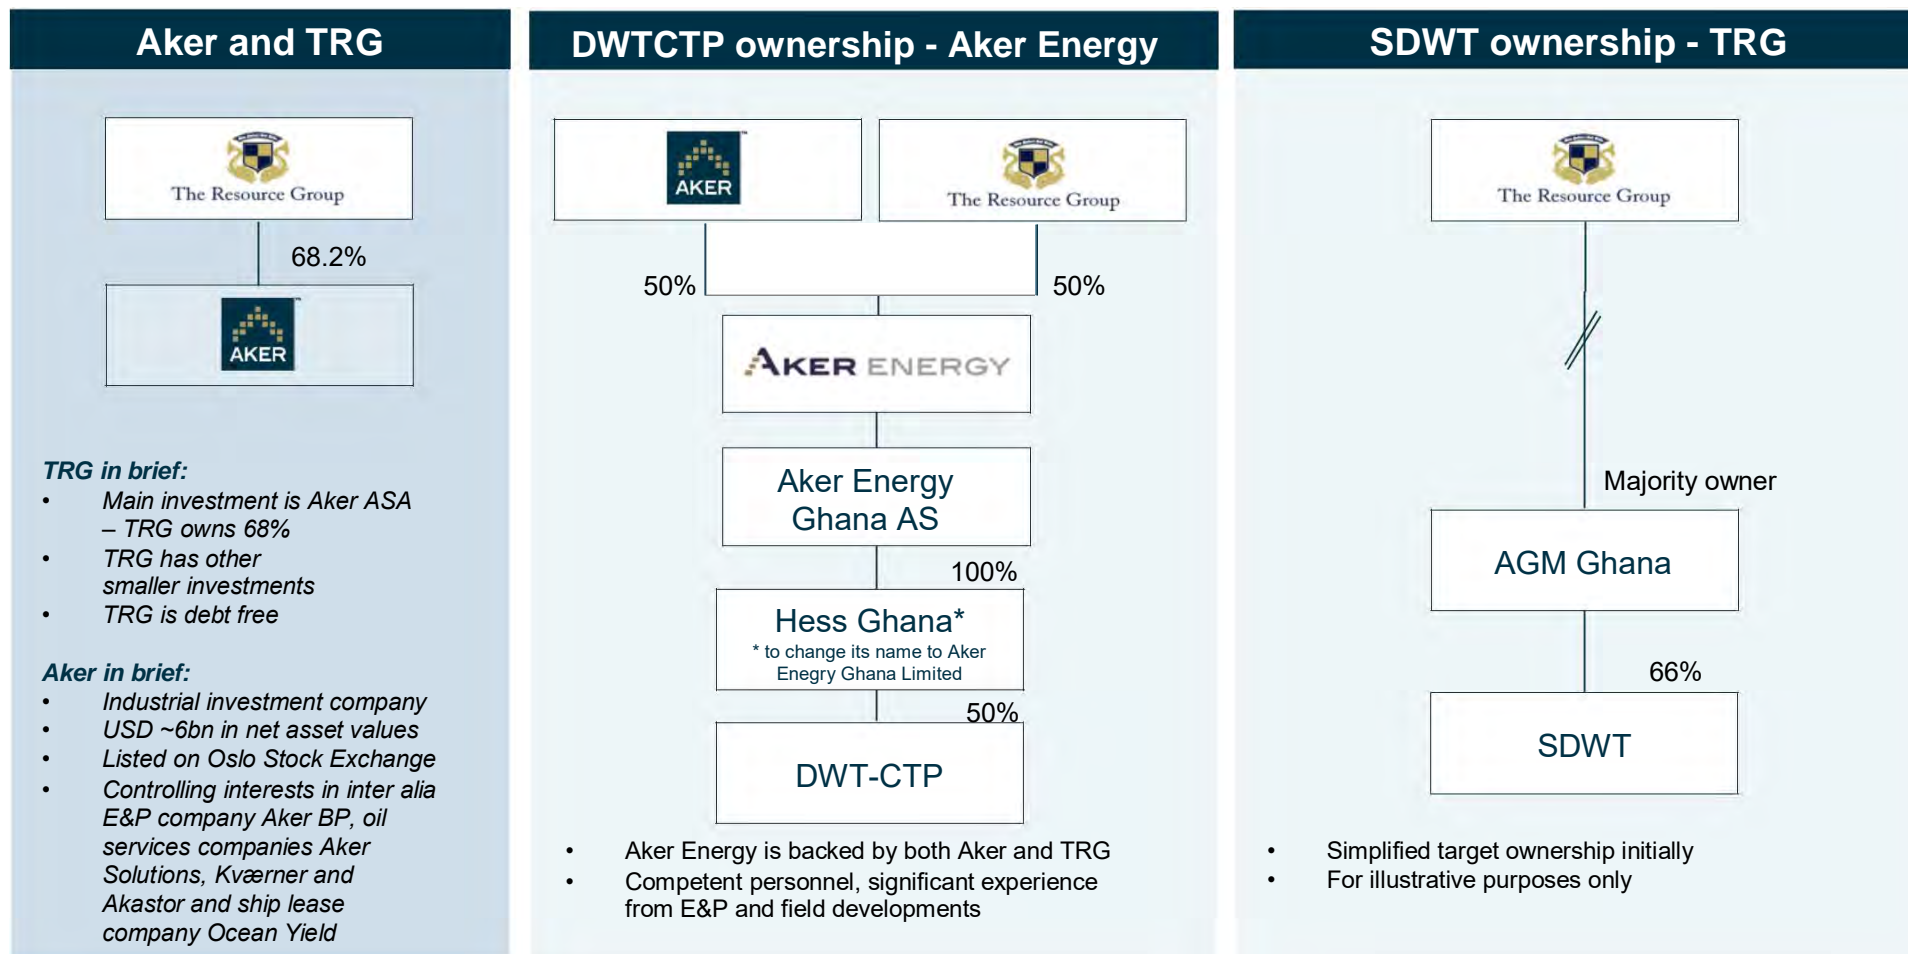 Aker and TRG
The Resource Group
68.2%
AKER
TRG in brief:
• Main investment is Aker ASA
– TRG owns 68%
• TRG has other
smaller investments
• TRG is debt free
Aker in brief:
• Industrial investment company
• USD ~6bn in net asset values
• Listed on Oslo Stock Exchange
• Controlling interests in inter alia
E&P company Aker BP, oil
services companies Aker
Solutions, Kværner and
Akastor and ship lease
company Ocean Yield
DWTCTP ownership - Aker Energy
AKER ™
The Resource Group
50%
50%
AKER ENERGY
Aker Energy
Ghana AS
100%
Hess Ghana*
* to change its name to Aker
Enegry Ghana Limited
50%
DWT-CTP
• Aker Energy is backed by both Aker and TRG
• Competent personnel, significant experience
from E&P and field developments
SDWT ownership - TRG
The Resource Group
Majority owner
AGM Ghana
66%
SDWT
• Simplified target ownership initially
• For illustrative purposes only